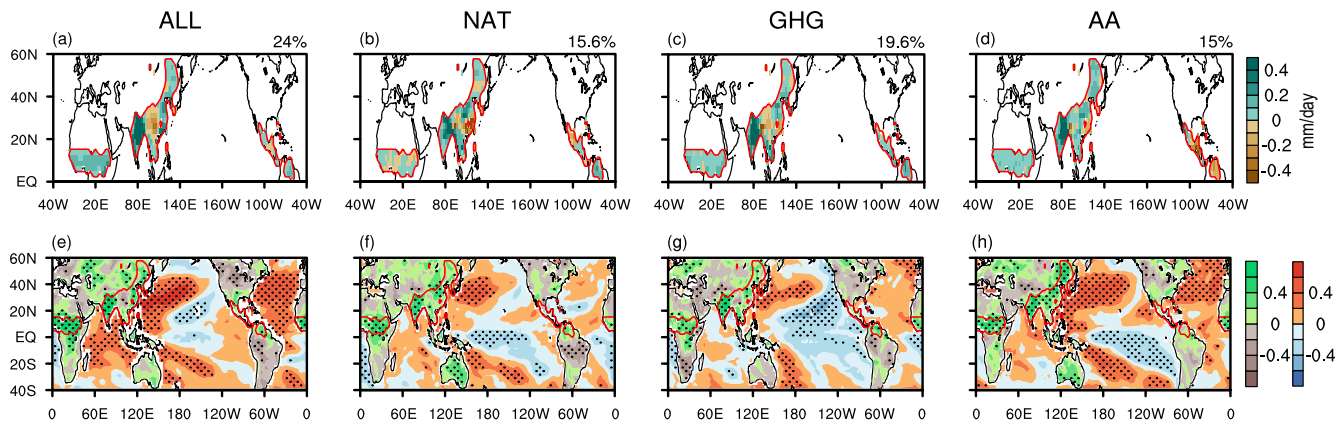 ALL NAT GHG AA
(a) 24% (b) 15.6% (c) 19.6% (d) 15%
60N
40N
20N
EQ
40W 20E 80E 140E 160W 100W 40W 40W 20E 80E 140E 160W 100W 40W 40W 20E 80E 140E 160W 100W 40W 40W 20E 80E 140E 160W 100W 40W
0.4
0.2
0
-0.2
-0.4
mm/day
(e) (f) (g) (h)
60N
40N
20N
EQ
20S
40S
0 60E 120E 180 120W 60W 0 0 60E 120E 180 120W 60W 0 0 60E 120E 180 120W 60W 0 0 60E 120E 180 120W 60W 0
0.4 0.4
0 0
-0.4 -0.4